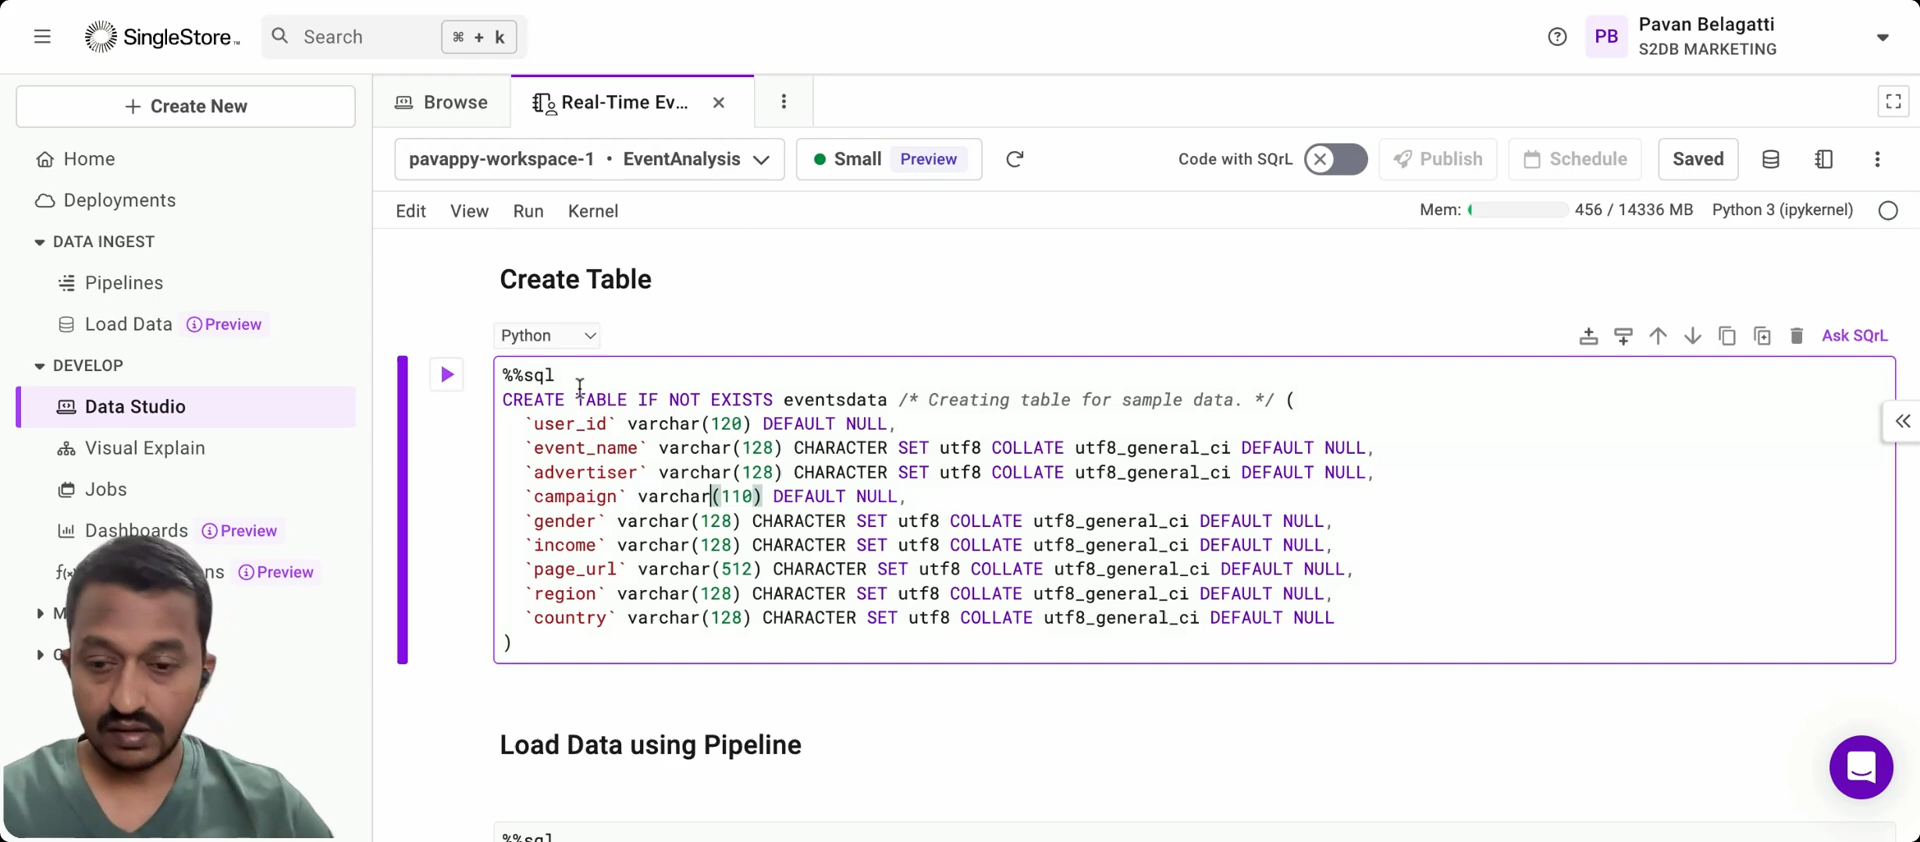 SingleStore™
Search
⌘ + k
PB
Pavan Belagatti
S2DB MARKETING
+ Create New
Home
Deployments
DATA INGEST
Pipelines
Load Data
Preview
DEVELOP
Data Studio
Visual Explain
Jobs
Dashboards
Preview
Preview
Browse
Real-Time Ev...
pavappy-workspace-1 • EventAnalysis
Small
Preview
Code with SQrL
Publish
Schedule
Saved
Edit
View
Run
Kernel
Mem:
456 / 14336 MB
Python 3 (ipykernel)
Create Table
Python
Ask SQrL
%%sql
CREATE TABLE IF NOT EXISTS eventsdata /* Creating table for sample data. */ (
`user_id` varchar(120) DEFAULT NULL,
`event_name` varchar(128) CHARACTER SET utf8 COLLATE utf8_general_ci DEFAULT NULL,
`advertiser` varchar(128) CHARACTER SET utf8 COLLATE utf8_general_ci DEFAULT NULL,
`campaign` varchar(110) DEFAULT NULL,
`gender` varchar(128) CHARACTER SET utf8 COLLATE utf8_general_ci DEFAULT NULL,
`income` varchar(128) CHARACTER SET utf8 COLLATE utf8_general_ci DEFAULT NULL,
`page_url` varchar(512) CHARACTER SET utf8 COLLATE utf8_general_ci DEFAULT NULL,
`region` varchar(128) CHARACTER SET utf8 COLLATE utf8_general_ci DEFAULT NULL,
`country` varchar(128) CHARACTER SET utf8 COLLATE utf8_general_ci DEFAULT NULL
)
Load Data using Pipeline
%%sql